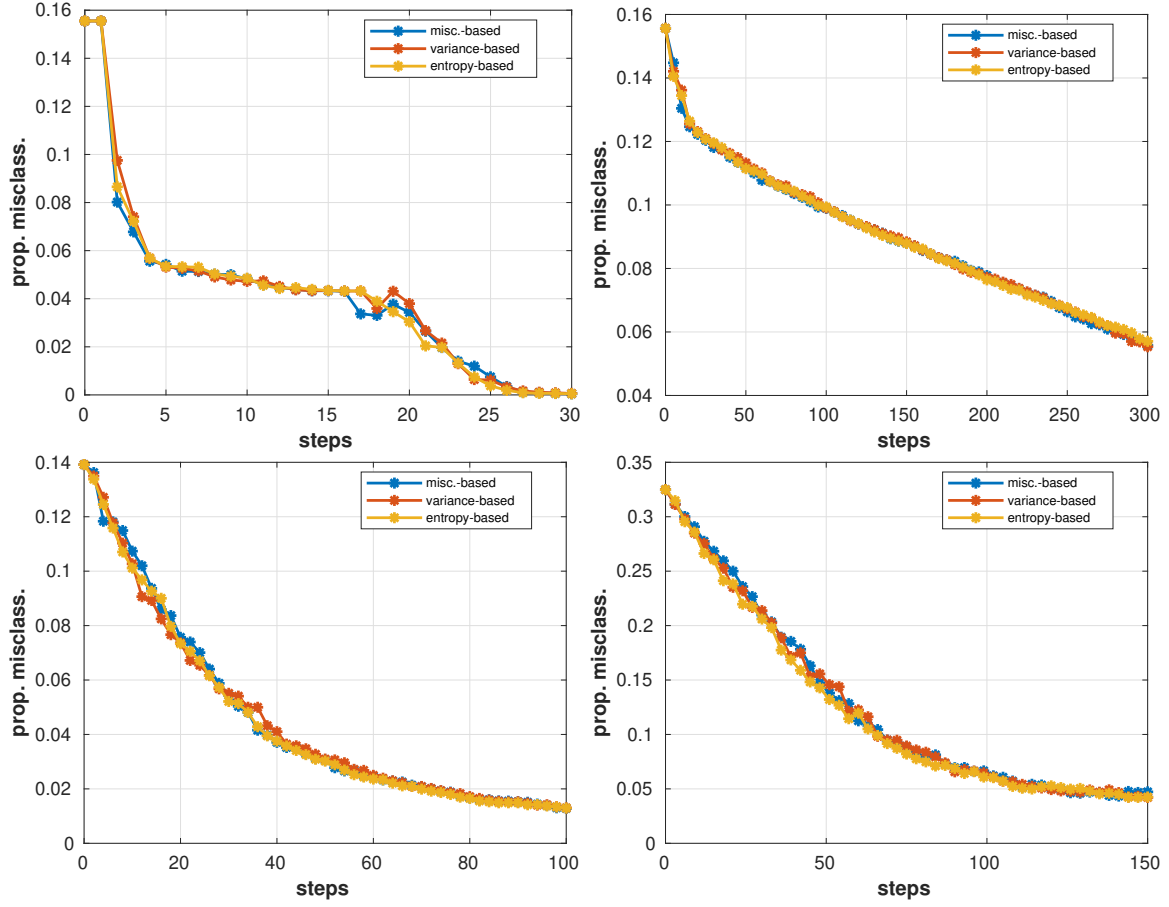 0.16
0.14
0.12
0.1
0.08
0.06
0.04
0.02
0
prop. misclass.
misc.-based
variance-based
entropy-based
0 5 10 15 20 25 30
steps
0.16
0.14
0.12
0.1
0.08
0.06
0.04
prop. misclass.
misc.-based
variance-based
entropy-based
0 50 100 150 200 250 300
steps
0.14
0.12
0.1
0.08
0.06
0.04
0.02
0
prop. misclass.
misc.-based
variance-based
entropy-based
0 20 40 60 80 100
steps
0.35
0.3
0.25
0.2
0.15
0.1
0.05
0
prop. misclass.
misc.-based
variance-based
entropy-based
0 50 100 150
steps